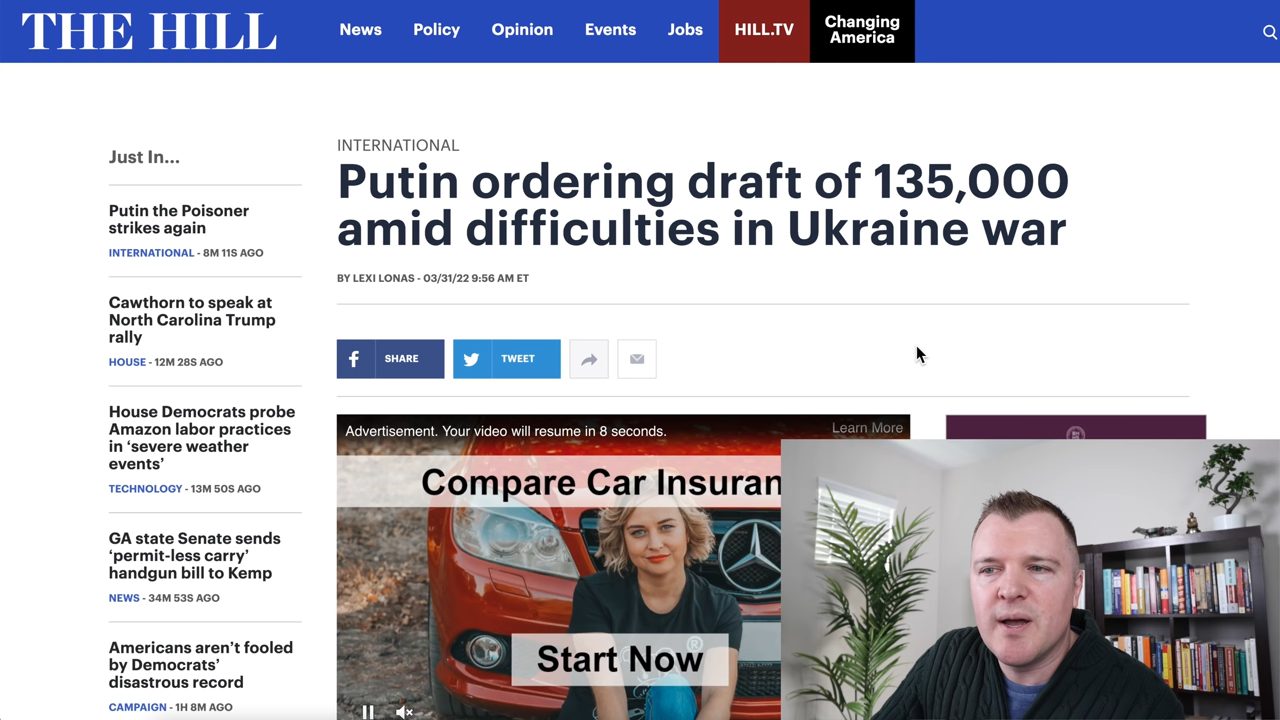 THE HILL
News
Policy
Opinion
Events
Jobs
HILL.TV
Changing
America
Just In...
Putin the Poisoner
strikes again
INTERNATIONAL - 8M 11S AGO
Cawthorn to speak at
North Carolina Trump
rally
HOUSE - 12M 28S AGO
House Democrats probe
Amazon labor practices
in ‘severe weather
events’
TECHNOLOGY - 13M 50S AGO
GA state Senate sends
‘permit-less carry’
handgun bill to Kemp
NEWS - 34M 53S AGO
Americans aren’t fooled
by Democrats’
disastrous record
CAMPAIGN - 1H 8M AGO
INTERNATIONAL
Putin ordering draft of 135,000
amid difficulties in Ukraine war
BY LEXI LONAS - 03/31/22 9:56 AM ET
SHARE
TWEET
Advertisement. Your video will resume in 8 seconds.
Learn More
Compare Car Insuran
Start Now